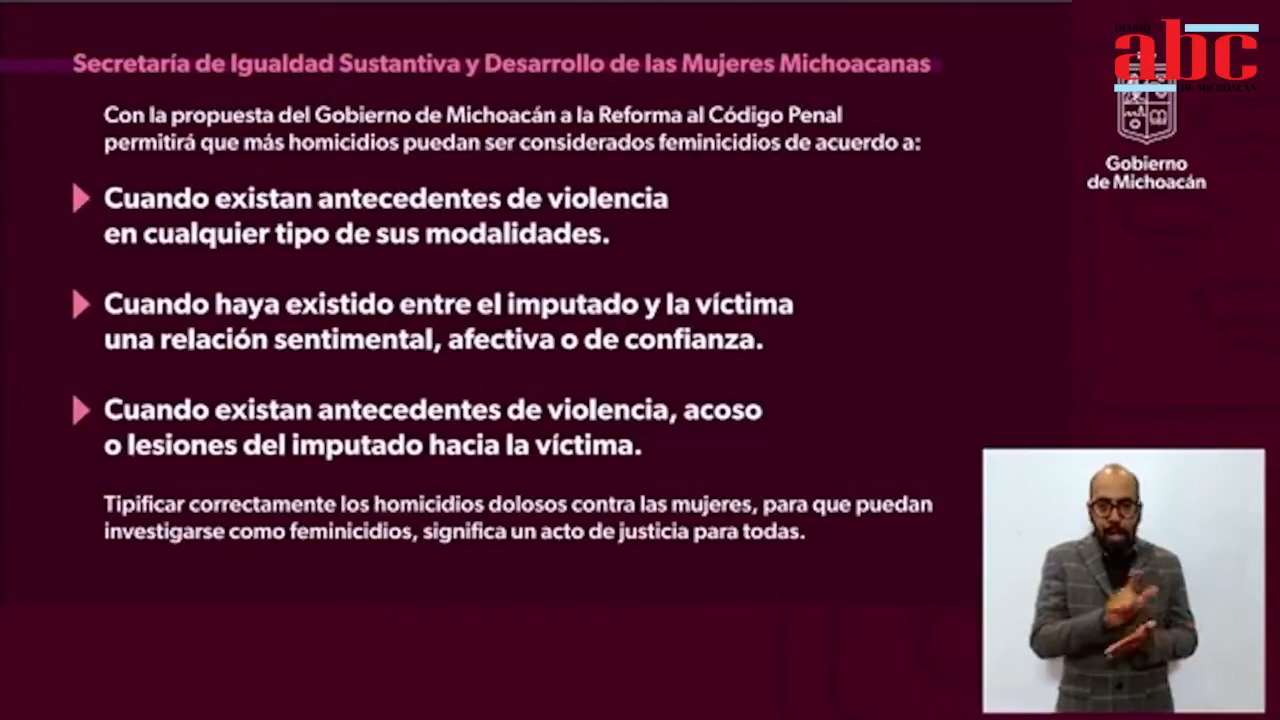 Secretaría de Igualdad Sustantiva y Desarrollo de las Mujeres Michoacanas
Con la propuesta del Gobierno de Michoacán a la Reforma al Código Penal
permitirá que más homicidios puedan ser considerados feminicidios de acuerdo a:
Cuando existan antecedentes de violencia
en cualquier tipo de sus modalidades.
Cuando haya existido entre el imputado y la víctima
una relación sentimental, afectiva o de confianza.
Cuando existan antecedentes de violencia, acoso
o lesiones del imputado hacia la víctima.
Tipificar correctamente los homicidios dolosos contra las mujeres, para que puedan
investigarse como feminicidios, significa un acto de justicia para todas.
DIARIO
abc
DE MICHOACÁN
Gobierno
de Michoacán